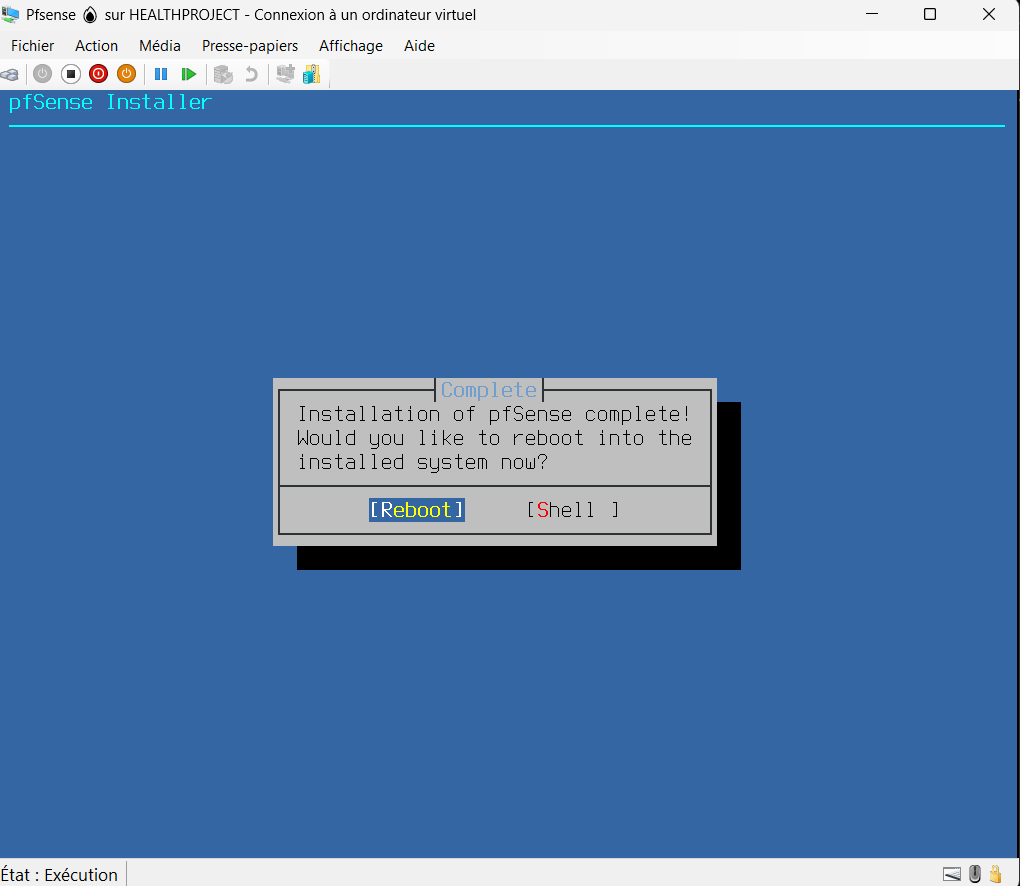 Pfsense sur HEALTHPROJECT - Connexion à un ordinateur virtuel
Fichier Action Média Presse-papiers Affichage Aide
pfSense Installer
Complete
Installation of pfSense complete!
Would you like to reboot into the
installed system now?
[Reboot] [Shell ]
État : Exécution